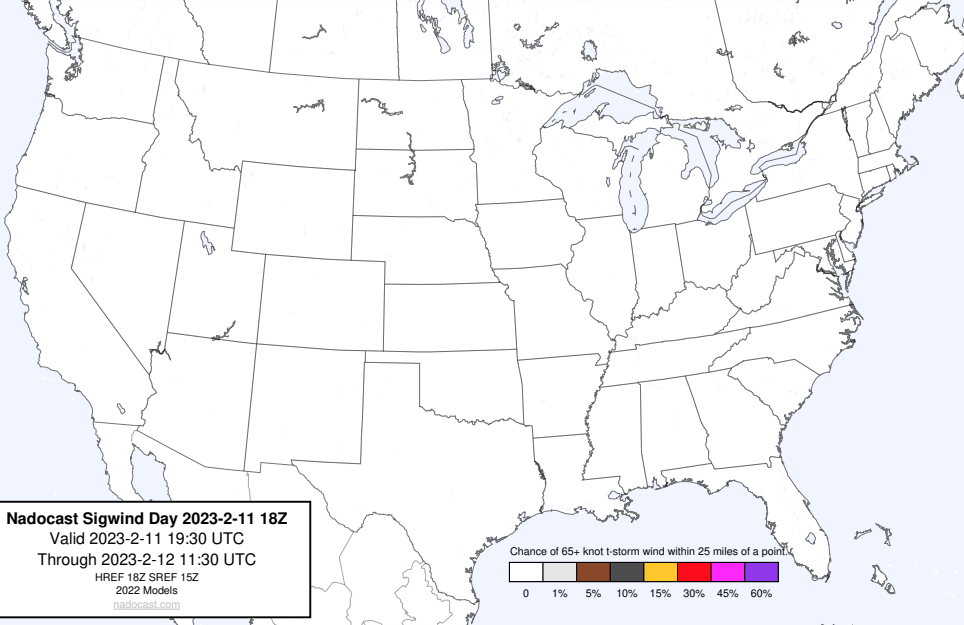 Nadocast Sigwind Day 2023-2-11 18Z
Valid 2023-2-11 19:30 UTC
Through 2023-2-12 11:30 UTC
HREF 18Z SREF 15Z
2022 Models
nadocast.com
Chance of 65+ knot t-storm wind within 25 miles of a point.
0 1% 5% 10% 15% 30% 45% 60%